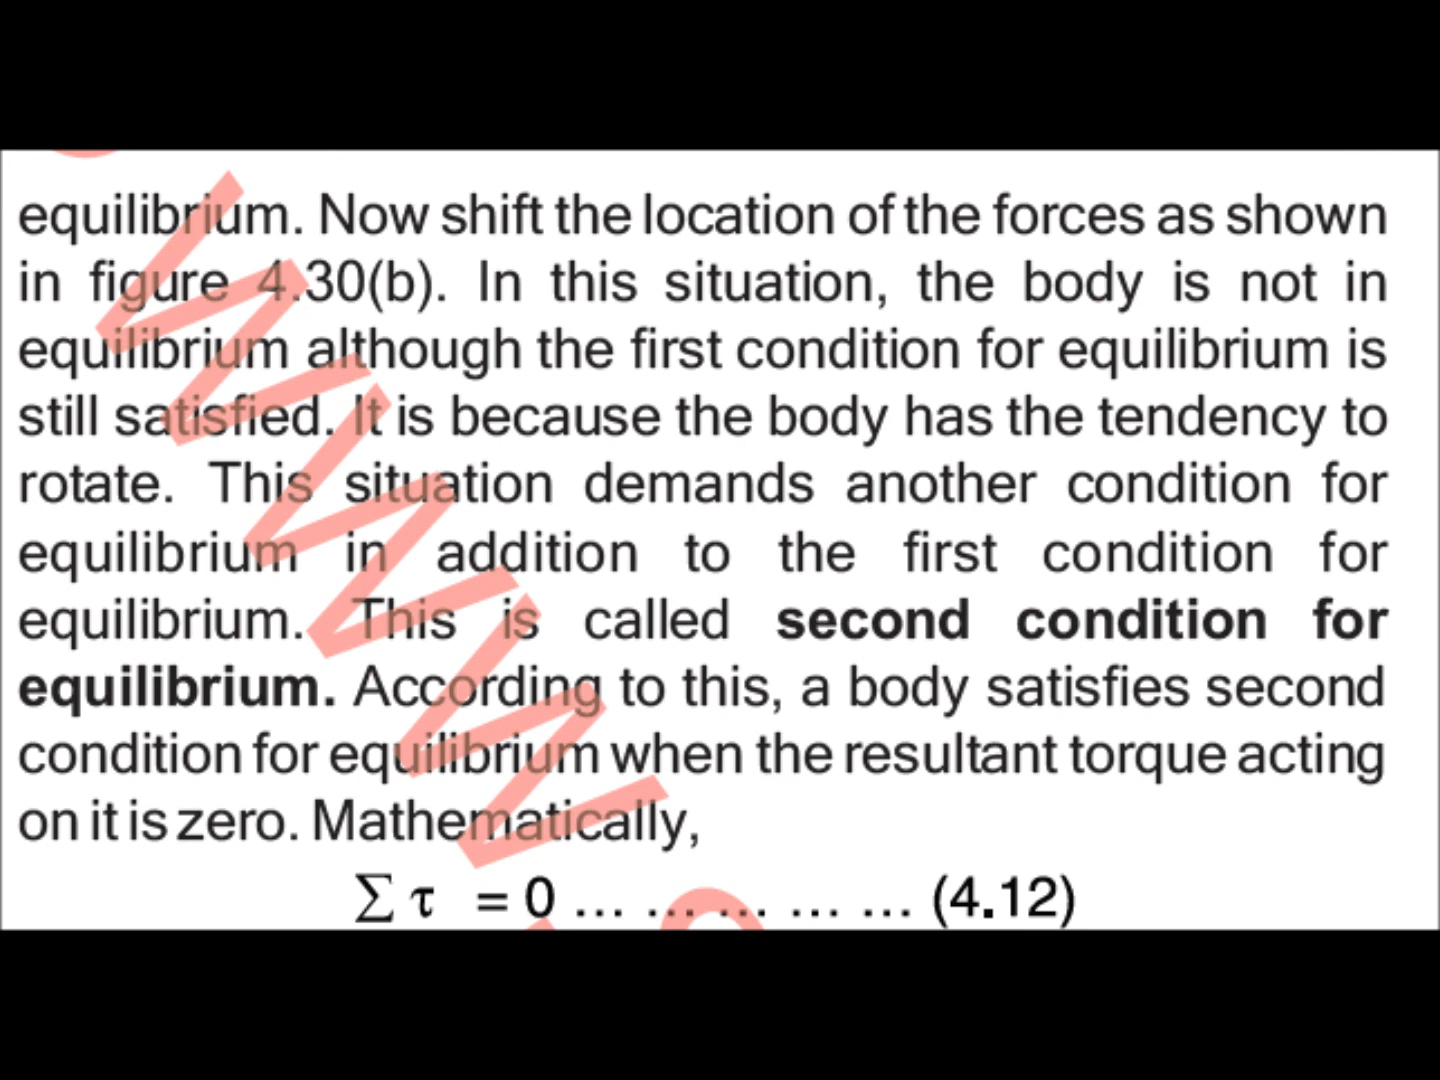 equilibrium. Now shift the location of the forces as shown
in figure 4.30(b). In this situation, the body is not in
equilibrium although the first condition for equilibrium is
still satisfied. It is because the body has the tendency to
rotate. This situation demands another condition for
equilibrium in addition to the first condition for
equilibrium. This is called second condition for
equilibrium. According to this, a body satisfies second
condition for equilibrium when the resultant torque acting
on it is zero. Mathematically,
∑ τ = 0 ... ... ... ... ... (4.12)